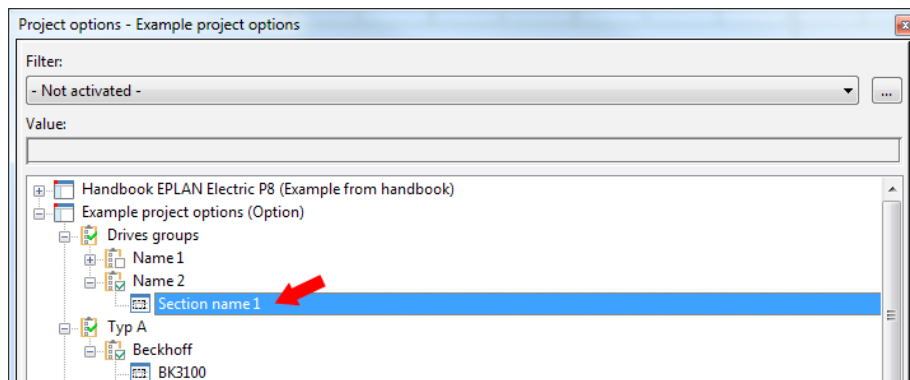 Project options - Example project options
Filter:
- Not activated -
...
Value:
Handbook EPLAN Electric P8 (Example from handbook)
Example project options (Option)
Drives groups
Name 1
Name 2
Section name 1
Typ A
Beckhoff
BK3100